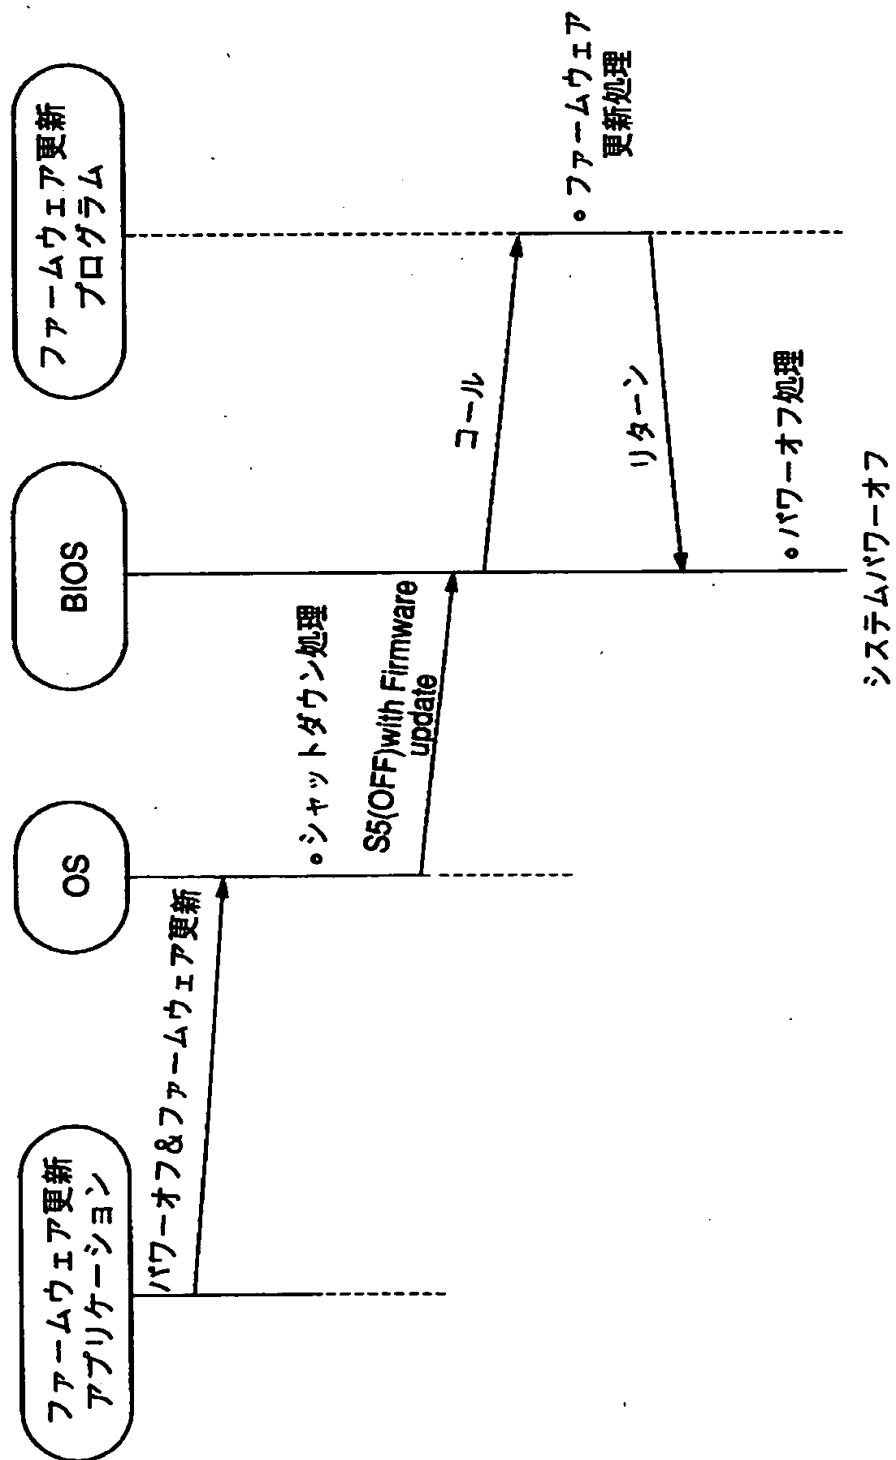 ファームウェア更新
アプリケーション
OS
BIOS
ファームウェア更新
プログラム
パワーオフ&ファームウェア更新
・シャットダウン処理
S5(OFF)with Firmware
update
コール
・ファームウェア
更新処理
リターン
・パワーオフ処理
システムパワーオフ